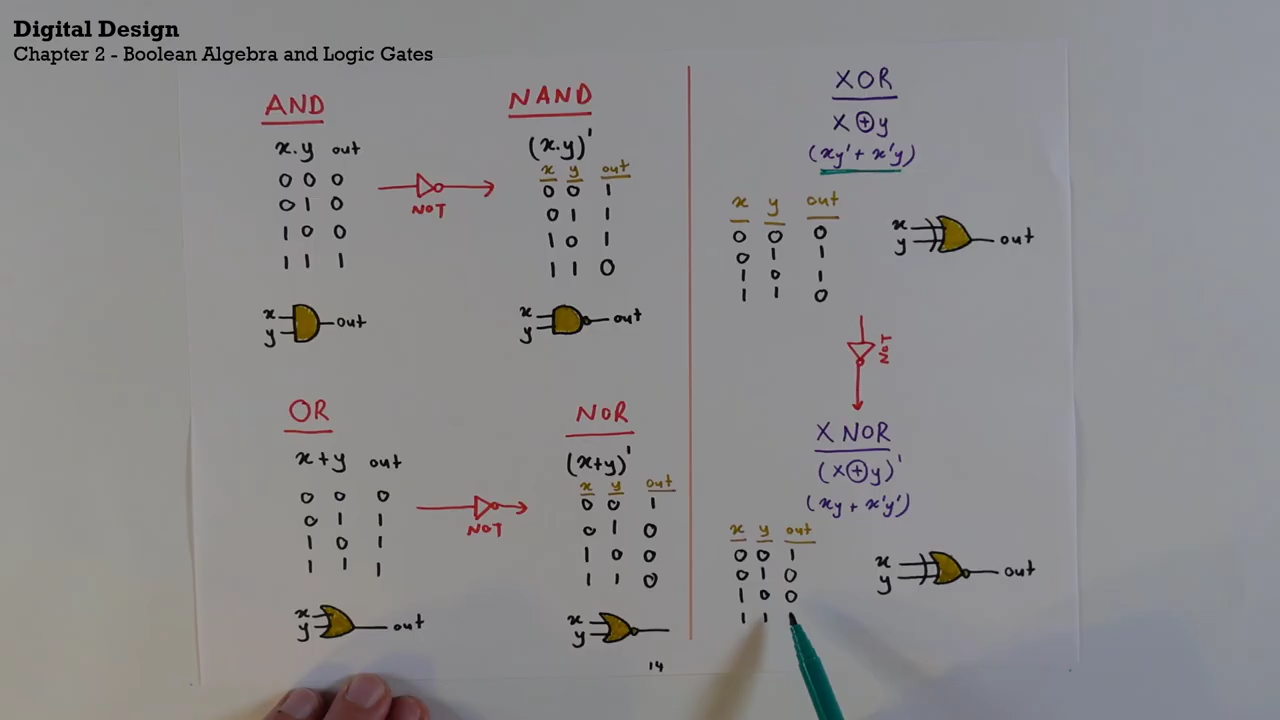 Digital Design
Chapter 2 - Boolean Algebra and Logic Gates
AND
x.y out
0 0 0
0 1 0
1 0 0
1 1 1
x
y
out
NOT
NAND
(x.y)'
x y out
0 0 1
0 1 1
1 0 1
1 1 0
x
y
out
OR
x+y out
0 0 0
0 1 1
1 0 1
1 1 1
x
y
out
NOT
NOR
(x+y)'
x y out
0 0 1
0 1 0
1 0 0
1 1 0
x
y
14
XOR
X⊕y
(xy' + x'y)
x y out
0 0 0
0 1 1
1 0 1
1 1 0
x
y
out
NOT
X NOR
(x⊕y)'
(xy + x'y')
x y out
0 0 1
0 1 0
1 0 0
1 1
x
y
out